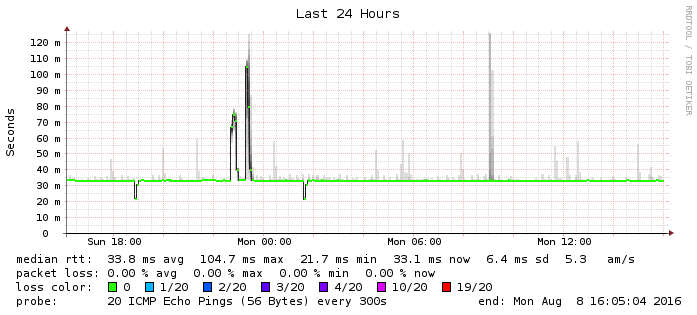 Last 24 Hours
RRDTOOL / TOBI OETIKER
Seconds
120 m
110 m
100 m
90 m
80 m
70 m
60 m
50 m
40 m
30 m
20 m
10 m
0
Sun 18:00 Mon 00:00 Mon 06:00 Mon 12:00
median rtt: 33.8 ms avg 104.7 ms max 21.7 ms min 33.1 ms now 6.4 ms sd 5.3 am/s
packet loss: 0.00 % avg 0.00 % max 0.00 % min 0.00 % now
loss color: 0 1/20 2/20 3/20 4/20 10/20 19/20
probe: 20 ICMP Echo Pings (56 Bytes) every 300s end: Mon Aug 8 16:05:04 2016